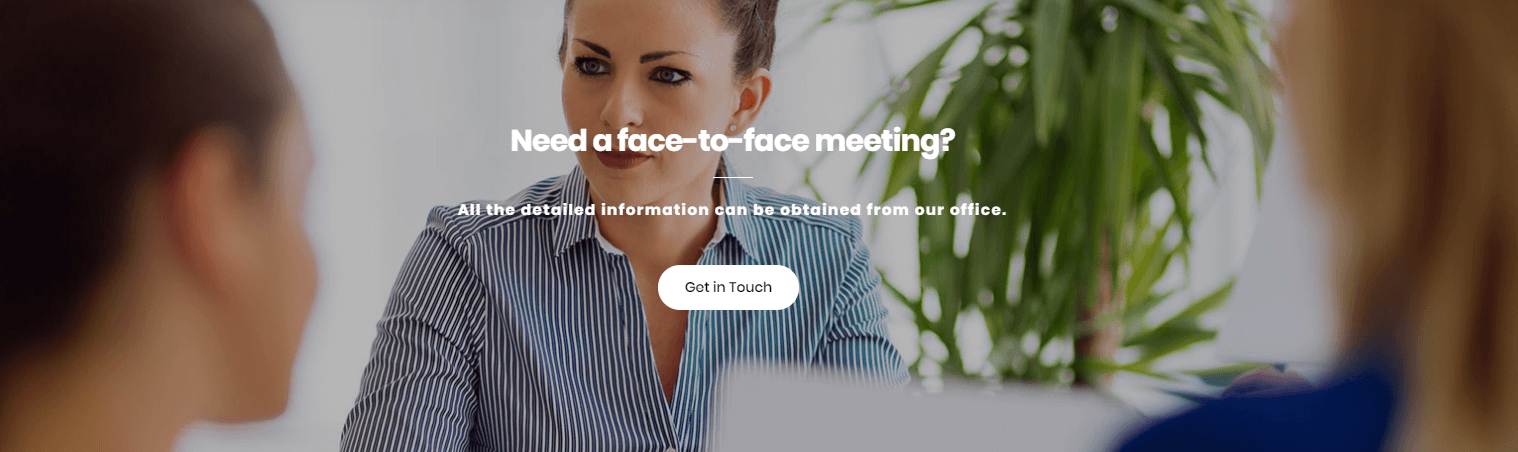 Need a face-to-face meeting?
All the detailed information can be obtained from our office.
Get in Touch